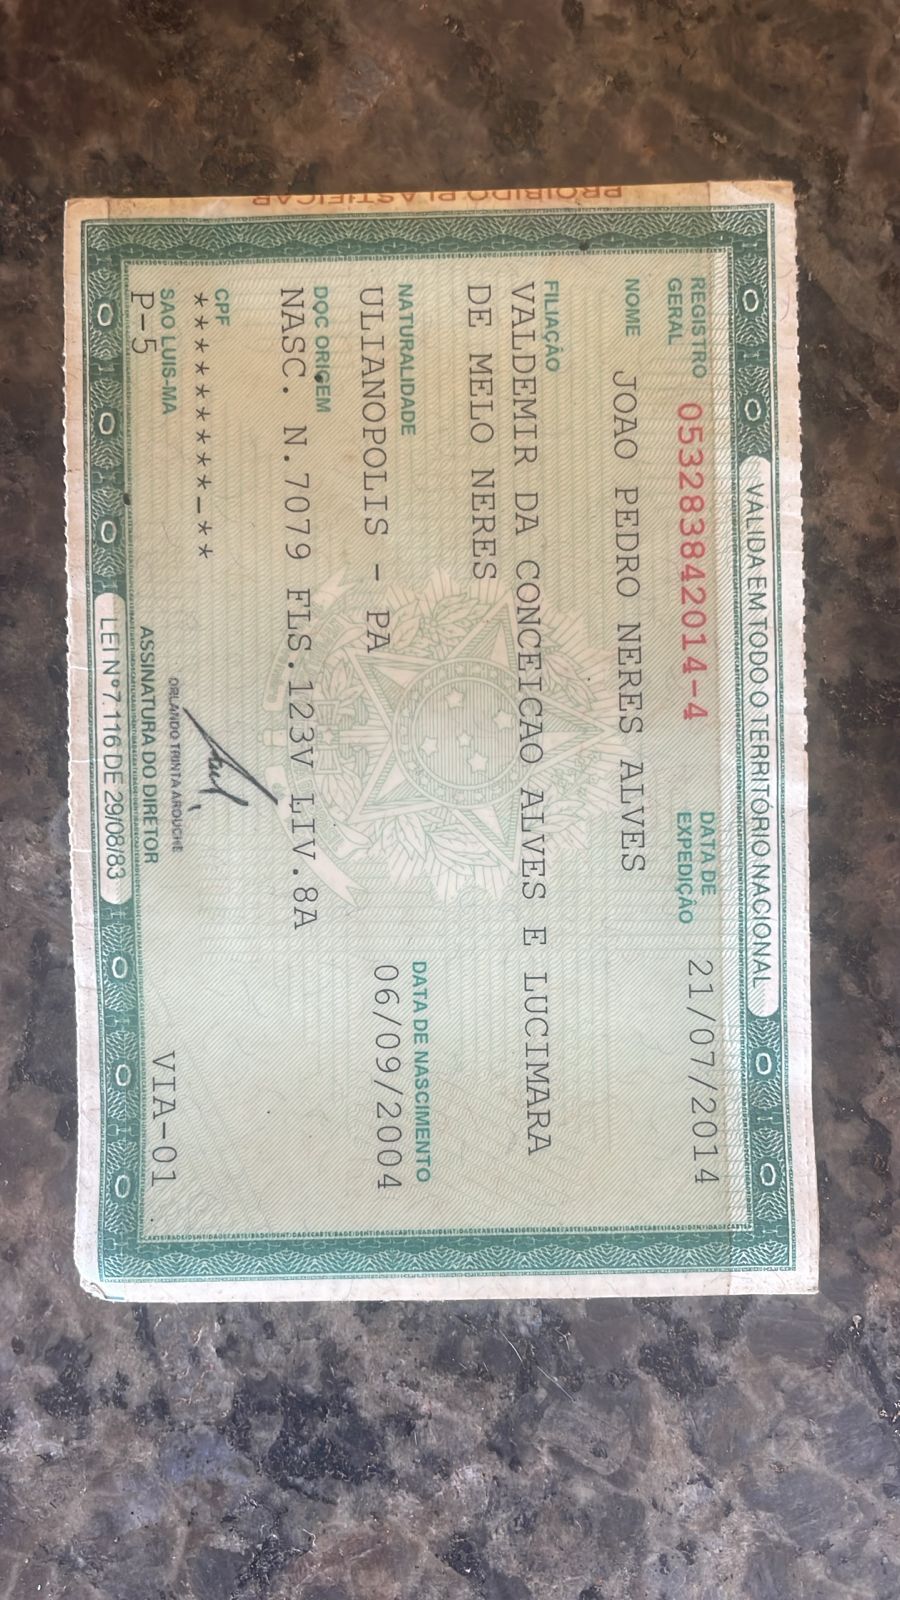 PROIBIDO PLASTIFICAR
VALIDA EM TODO O TERRITÓRIO NACIONAL
REGISTRO GERAL 053283842014-4 DATA DE EXPEDIÇÃO 21/07/2014
NOME JOAO PEDRO NERES ALVES
FILIAÇÃO
VALDEMIR DA CONCEICAO ALVES E LUCIMARA
DE MELO NERES
NATURALIDADE DATA DE NASCIMENTO
ULIANOPOLIS - PA 06/09/2004
DOC ORIGEM
NASC. N.7079 FLS.123V LIV.8A
CPF
*********-**
SAO LUIS-MA ORLANDO TRINTA AROUCHE
P-5 ASSINATURA DO DIRETOR VIA-01
LEI Nº 7.116 DE 29/08/83